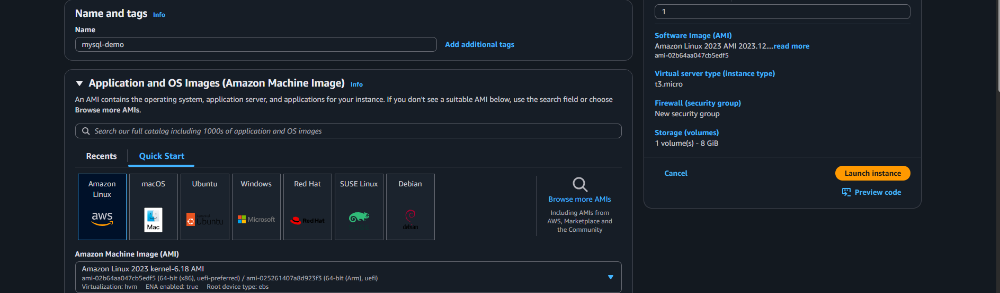 Name and tags Info
Name
mysql-demo
Add additional tags
Application and OS Images (Amazon Machine Image) Info
An AMI contains the operating system, application server, and applications for your instance. If you don't see a suitable AMI below, use the search field or choose
Browse more AMIs.
Search our full catalog including 1000s of application and OS images
Recents
Quick Start
Amazon
Linux
aws
macOS
Mac
Ubuntu
Ubuntu
Windows
Microsoft
Red Hat
Red Hat
SUSE Linux
Debian
debian
Browse more AMIs
Including AMIs from
AWS, Marketplace and
the Community
Amazon Machine Image (AMI)
Amazon Linux 2023 kernel-6.18 AMI
ami-02b64aa047cb5edf5 (64-bit (x86), uefi-preferred) / ami-025261407a8d923f3 (64-bit (Arm), uefi)
Virtualization: hvm ENA enabled: true Root device type: ebs
1
Software Image (AMI)
Amazon Linux 2023 AMI 2023.12....read more
ami-02b64aa047cb5edf5
Virtual server type (instance type)
t3.micro
Firewall (security group)
New security group
Storage (volumes)
1 volume(s) - 8 GiB
Cancel
Launch instance
Preview code